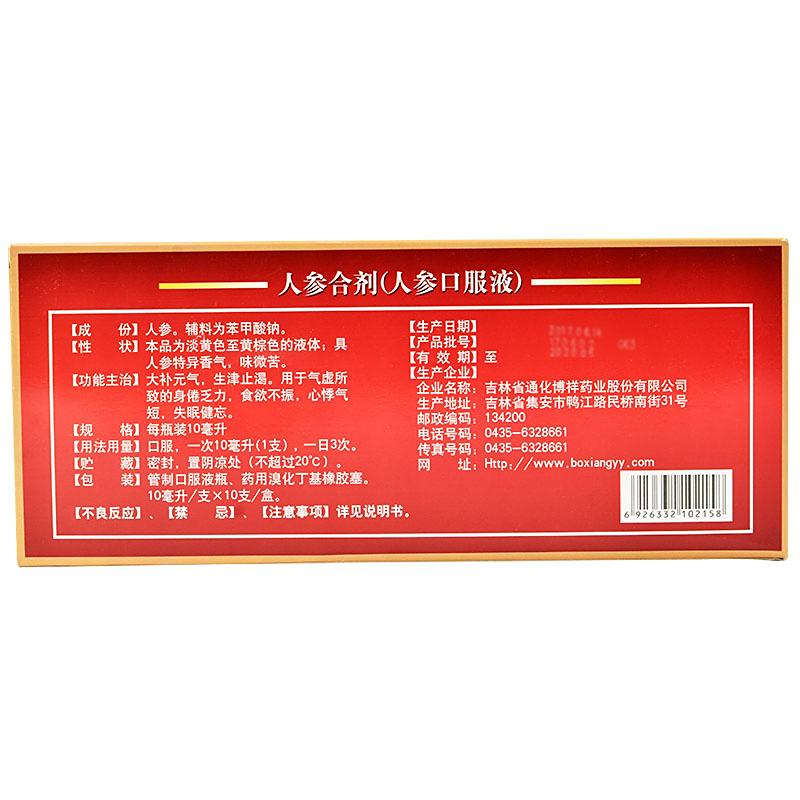 人参合剂(人参口服液)
【成　份】人参。辅料为苯甲酸钠。
【性　状】本品为淡黄色至黄棕色的液体；具
人参特异香气，味微苦。
【功能主治】大补元气，生津止渴。用于气虚所
致的身倦乏力，食欲不振，心悸气
短，失眠健忘。
【规　格】每瓶装10毫升
【用法用量】口服，一次10毫升(1支)，一日3次。
【贮　藏】密封，置阴凉处（不超过20℃）。
【包　装】管制口服液瓶、药用溴化丁基橡胶塞。
10毫升/支×10支/盒。
【不良反应】、【禁　忌】、【注意事项】详见说明书。
【生产日期】
【产品批号】
【有 效 期】至
【生产企业】
企业名称：吉林省通化博祥药业股份有限公司
生产地址：吉林省集安市鸭江路民桥南街31号
邮政编码：134200
电话号码：0435-6328661
传真号码：0435-6328661
网　　址：Http://www.boxiangyy.com
6 926332 102158